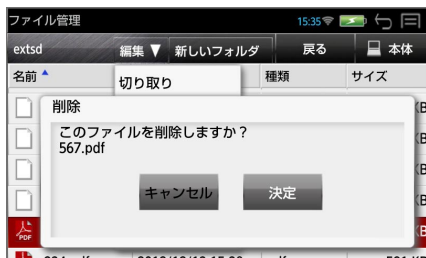 ファイル管理 15:35
extsd 編集 ▼ 新しいフォルダ 戻る 本体
名前 ▲ 切り取り 種類 サイズ
削除
このファイルを削除しますか？
567.pdf
キャンセル 決定
PDF